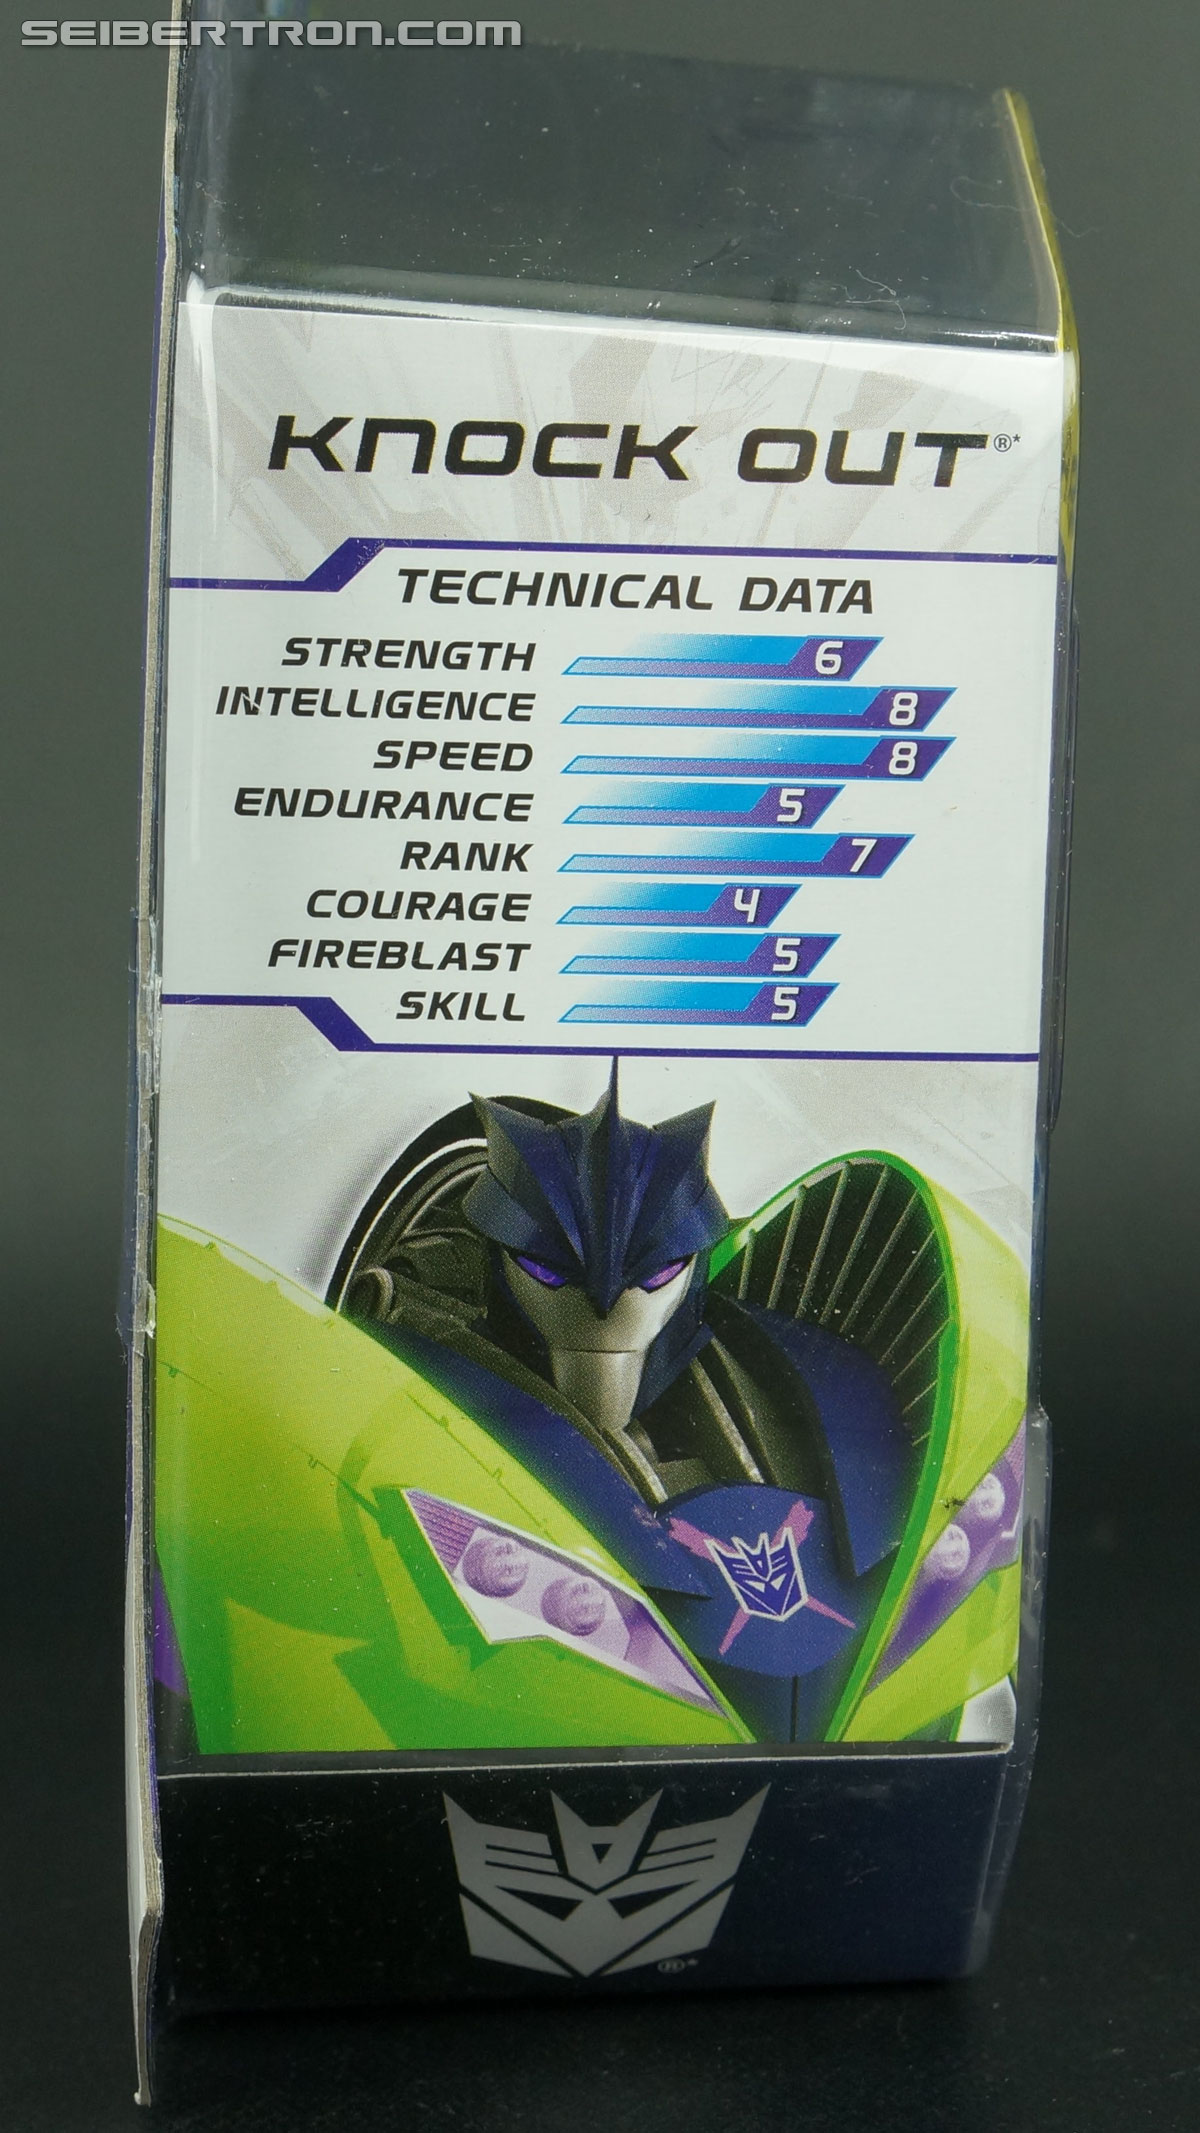 SEIBERTRON.com
KNOCK OUT®*
TECHNICAL DATA
STRENGTH 6
INTELLIGENCE 8
SPEED 8
ENDURANCE 5
RANK 7
COURAGE 4
FIREBLAST 5
SKILL 5
®*